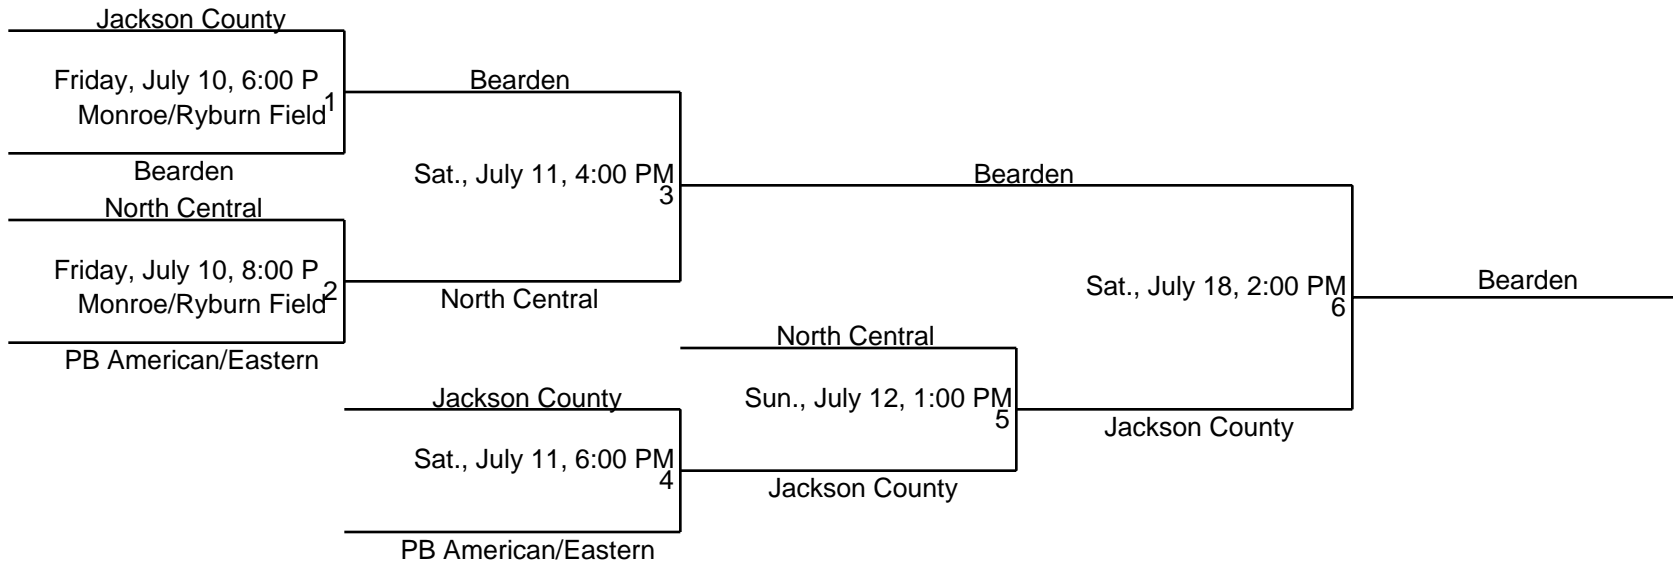 Jackson County
Friday, July 10, 6:00 P
Monroe/Ryburn Field
1
Bearden
Bearden
North Central
Friday, July 10, 8:00 P
Monroe/Ryburn Field
2
PB American/Eastern
North Central
Sat., July 11, 4:00 PM
3
Bearden
Jackson County
Sat., July 11, 6:00 PM
4
PB American/Eastern
North Central
Sun., July 12, 1:00 PM
5
Jackson County
Jackson County
Sat., July 18, 2:00 PM
6
Bearden